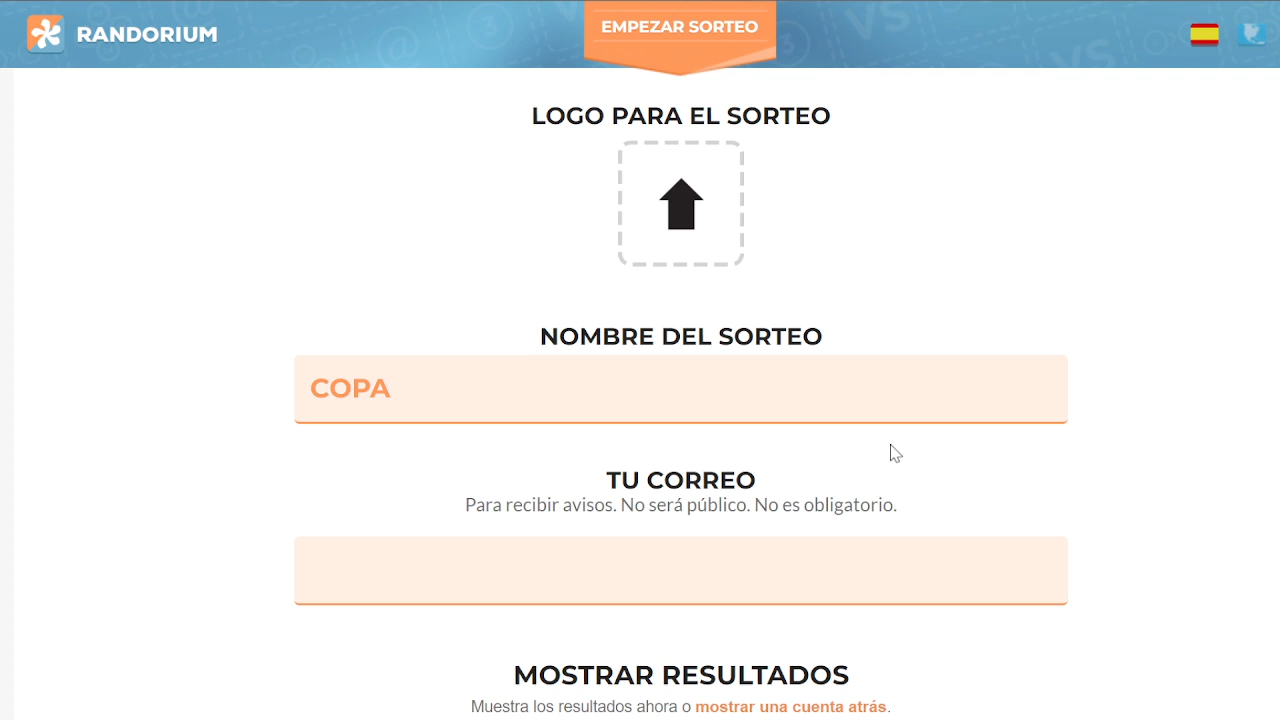 RANDORIUM
EMPEZAR SORTEO
LOGO PARA EL SORTEO
NOMBRE DEL SORTEO
COPA
TU CORREO
Para recibir avisos. No será público. No es obligatorio.
MOSTRAR RESULTADOS
Muestra los resultados ahora o mostrar una cuenta atrás.